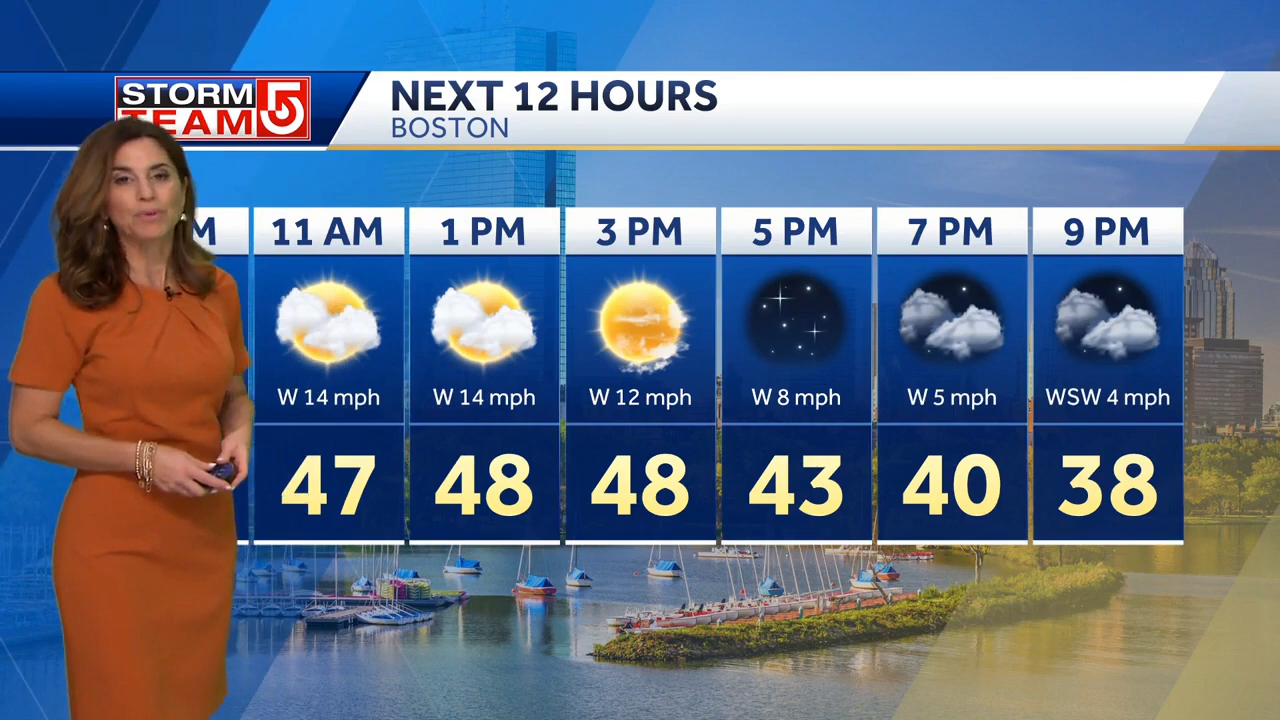 STORM
TEAM 5
NEXT 12 HOURS
BOSTON
M
11 AM
1 PM
3 PM
5 PM
7 PM
9 PM
W 14 mph
W 14 mph
W 12 mph
W 8 mph
W 5 mph
WSW 4 mph
47
48
48
43
40
38